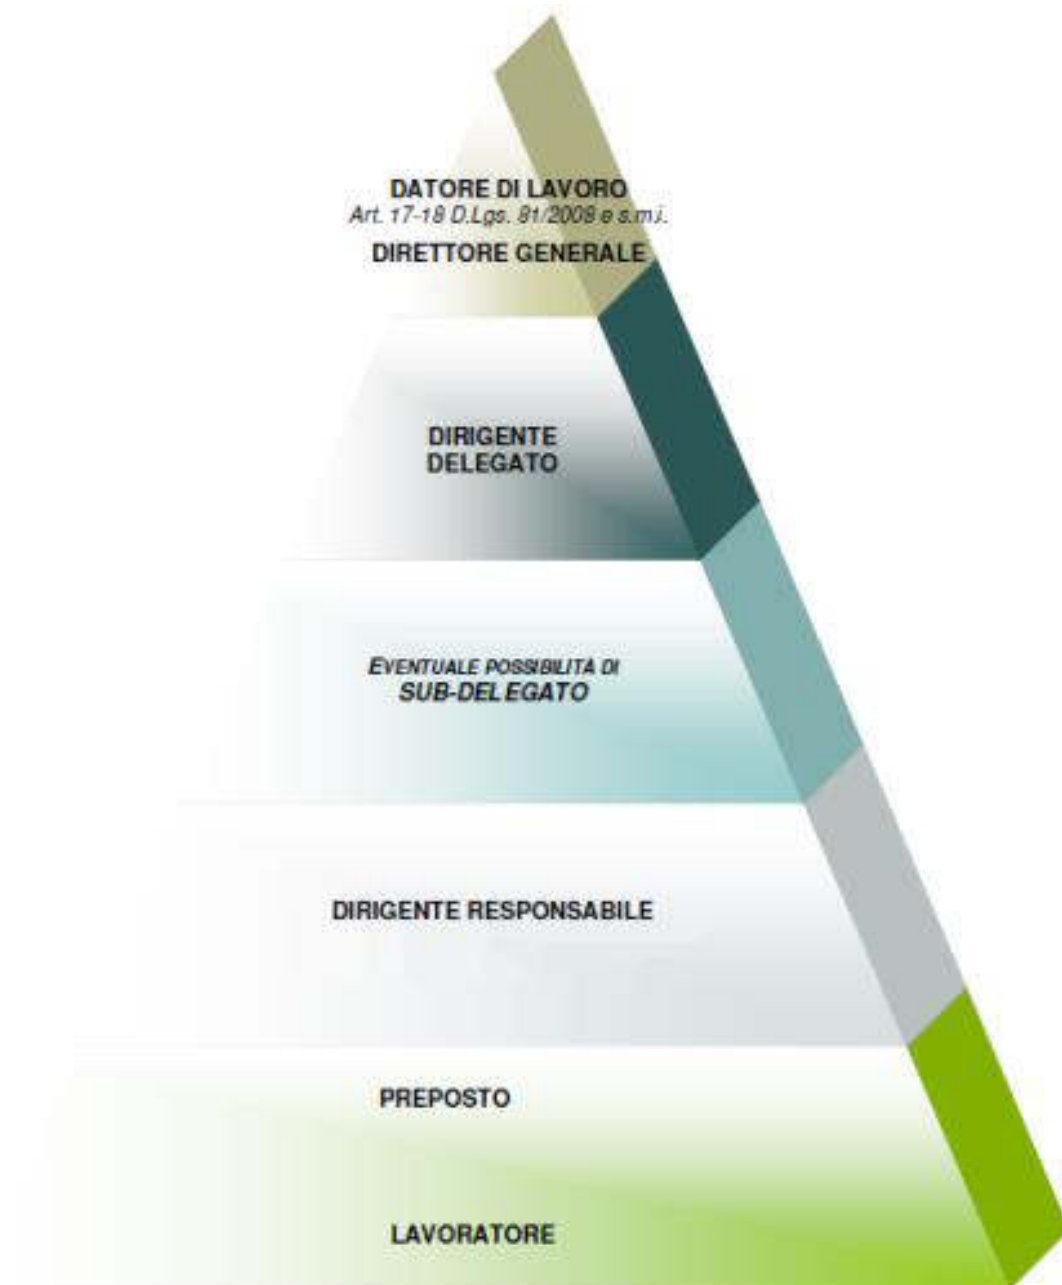 DATORE DI LAVORO
Art. 17-18 D.Lgs. 81/2008 e s.m.i.
DIRETTORE GENERALE
DIRIGENTE
DELEGATO
EVENTUALE POSSIBILITÀ DI
SUB-DELEGATO
DIRIGENTE RESPONSABILE
PREPOSTO
LAVORATORE